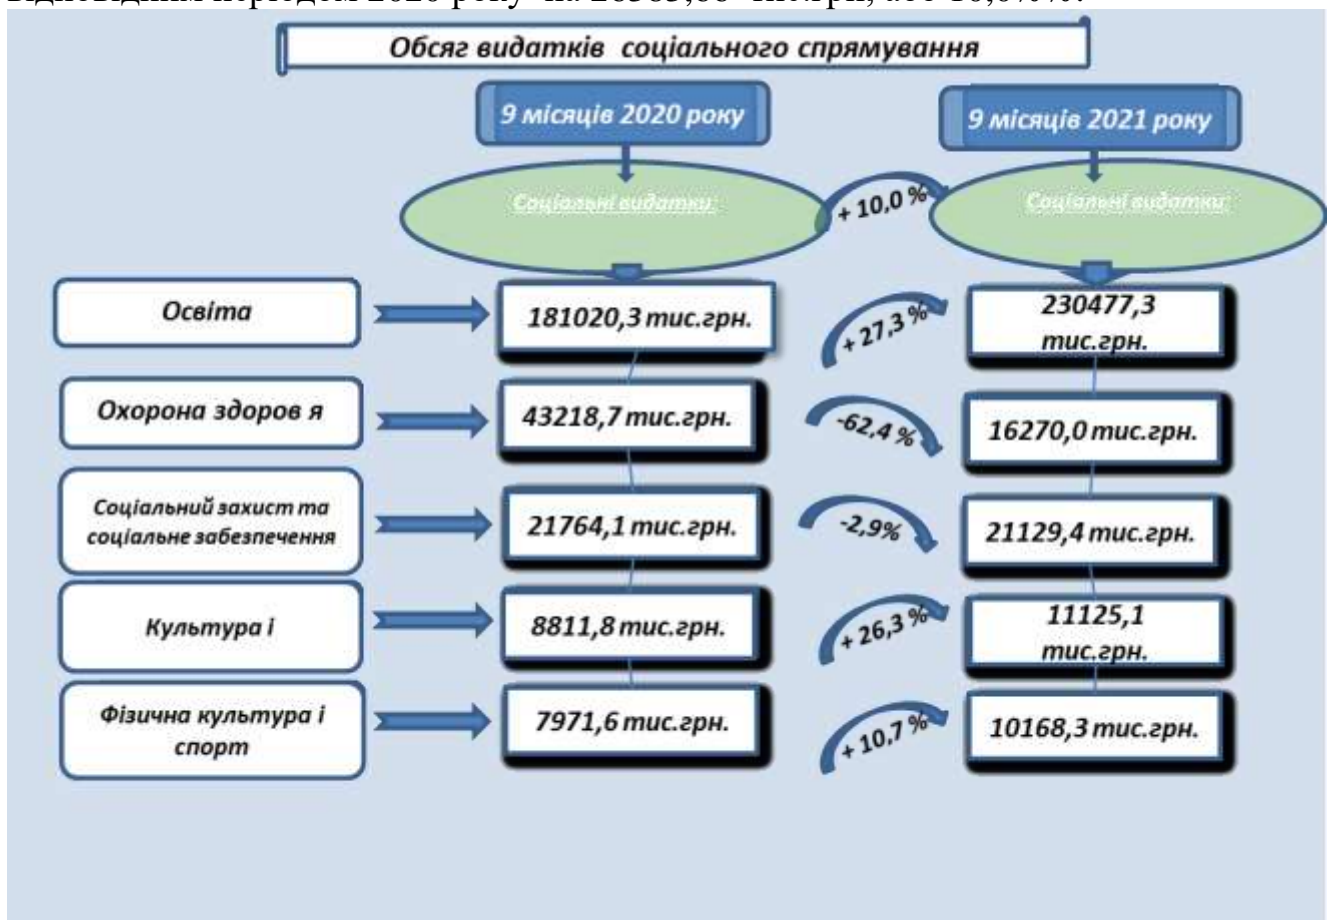 Обсяг видатків соціального спрямування
9 місяців 2020 року
9 місяців 2021 року
Соціальні видатки:
+ 10,0 %
Соціальні видатки:
Освіта
181020,3 тис.грн.
+ 27,3 %
230477,3
тис.грн.
Охорона здоров я
43218,7 тис.грн.
-62,4 %
16270,0 тис.грн.
Соціальний захист та
соціальне забезпечення
21764,1 тис.грн.
-2,9%
21129,4 тис.грн.
Культура і
8811,8 тис.грн.
+ 26,3 %
11125,1
тис.грн.
Фізична культура і
спорт
7971,6 тис.грн.
+ 10,7 %
10168,3 тис.грн.